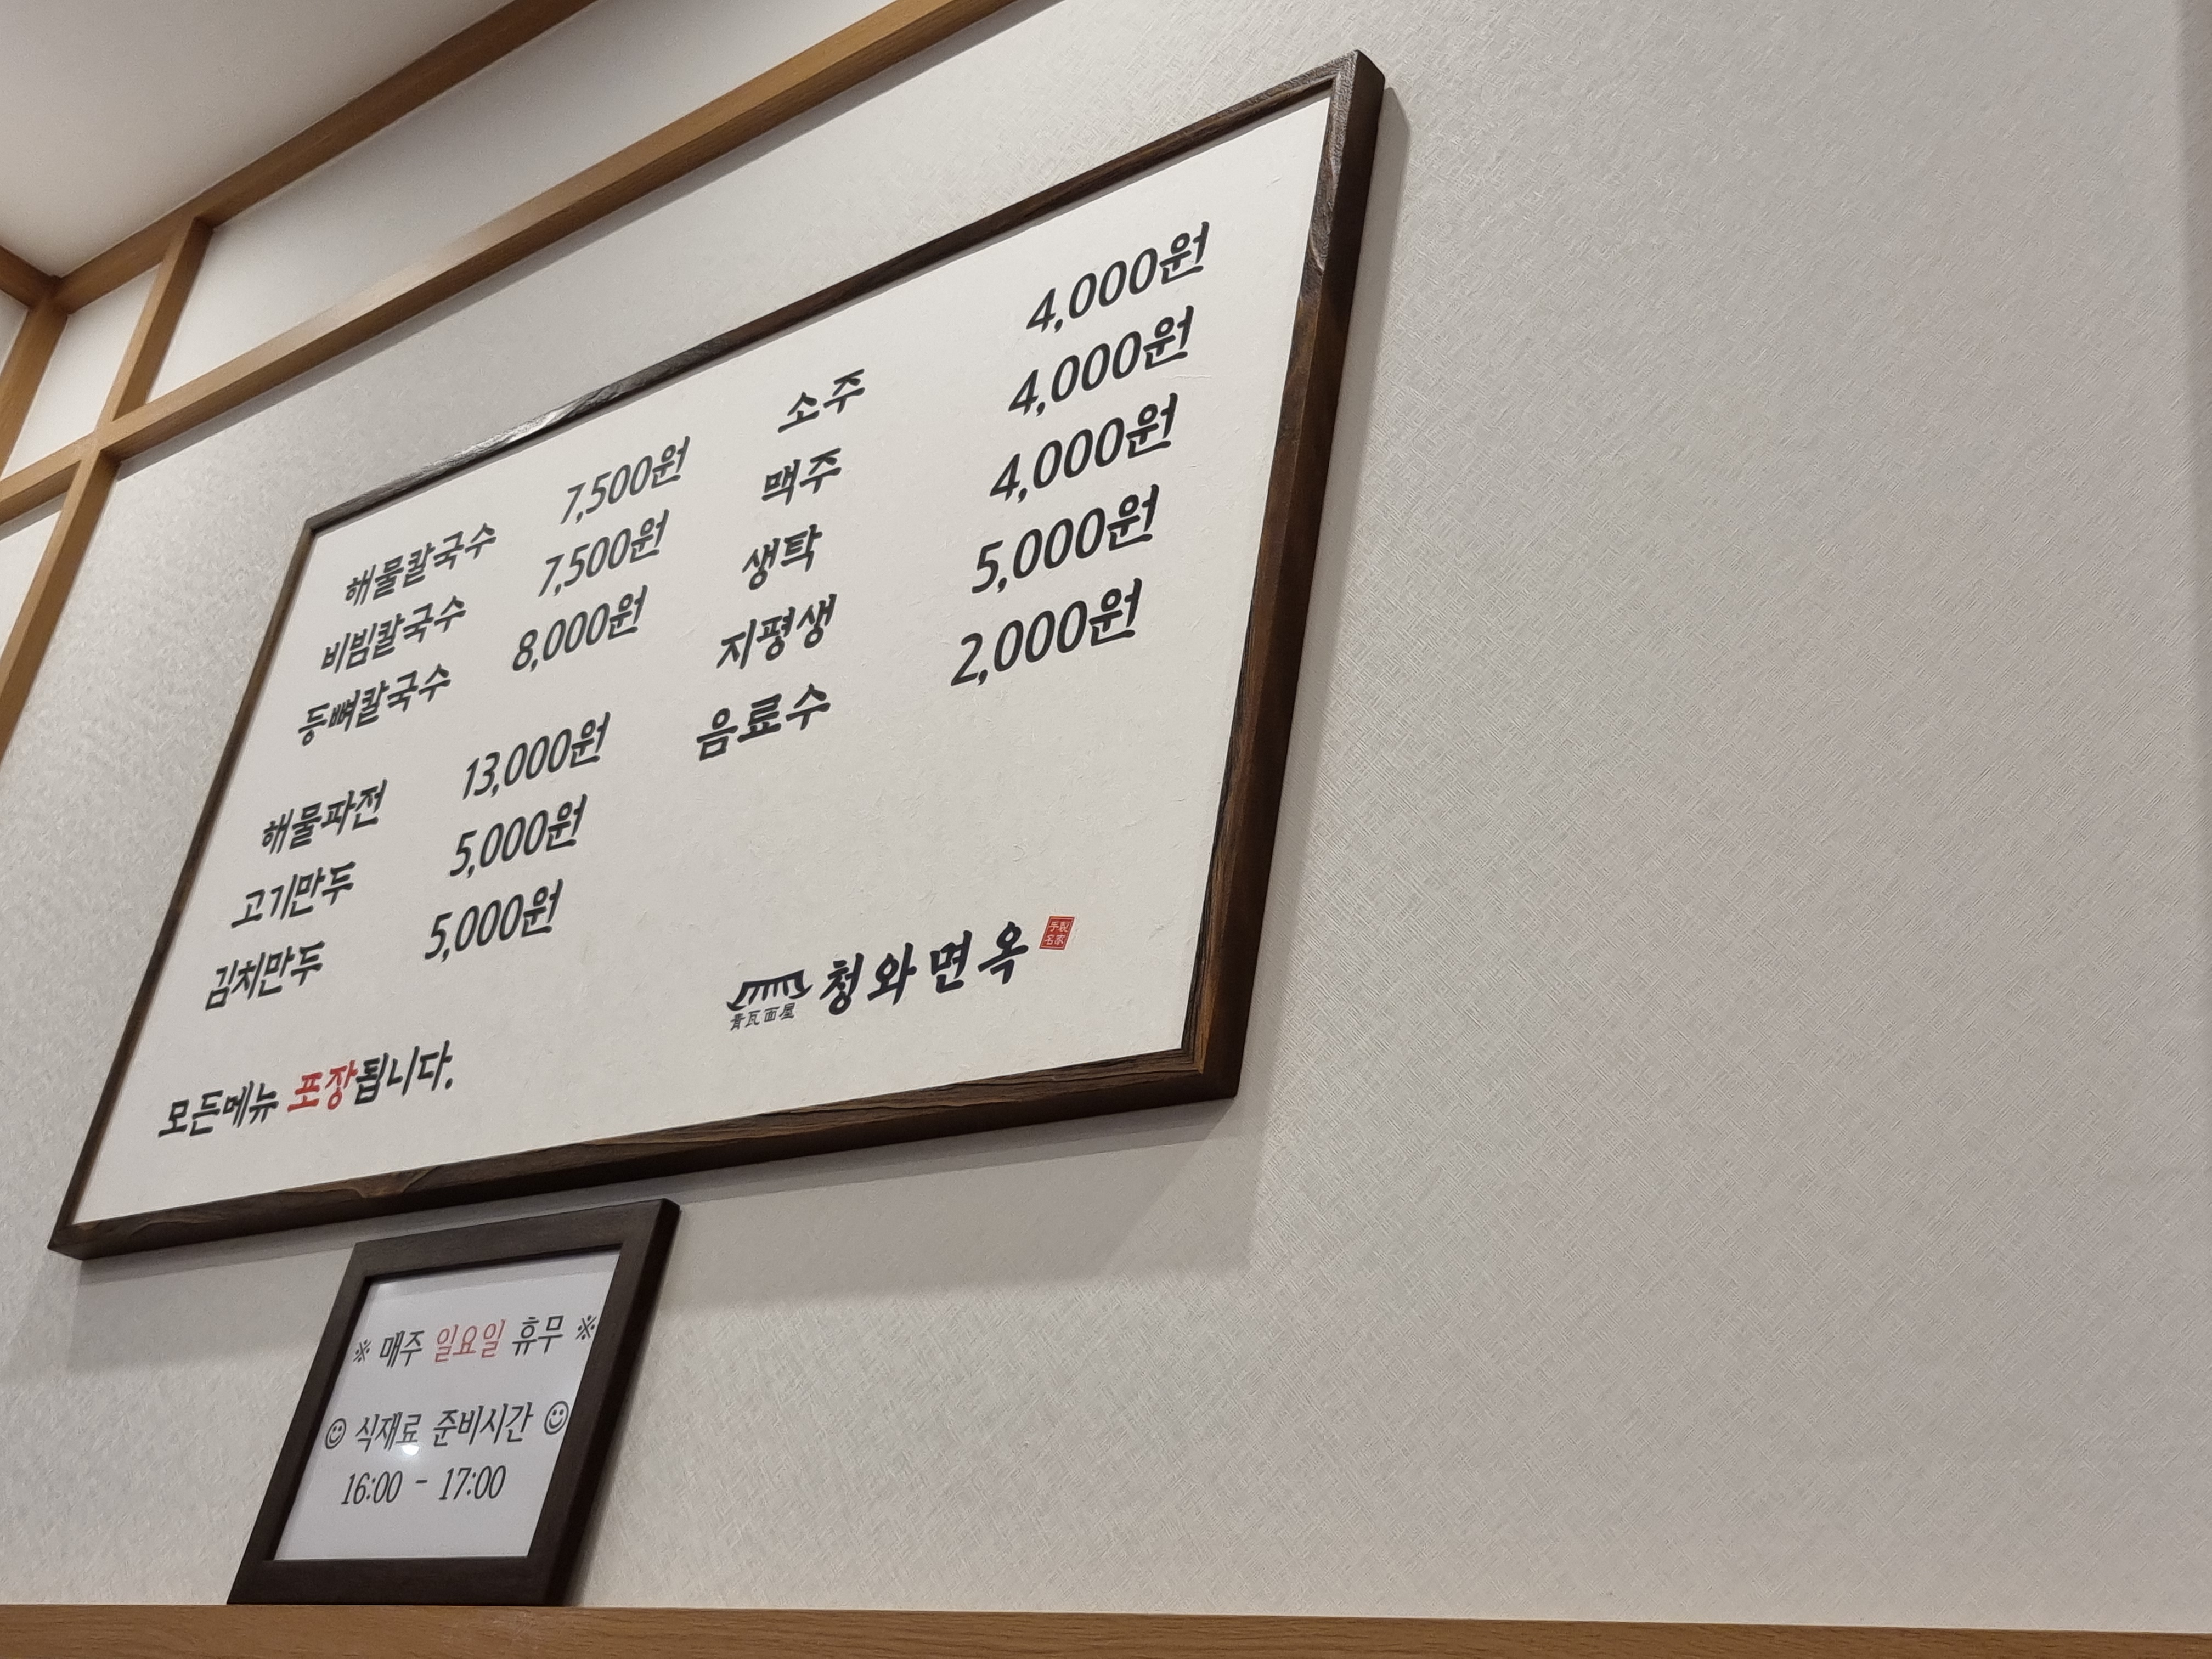 해물칼국수 7,500원
비빔칼국수 7,500원
등뼈칼국수 8,000원
해물파전 13,000원
고기만두 5,000원
김치만두 5,000원
소주 4,000원
맥주 4,000원
생탁 4,000원
지평생 5,000원
음료수 2,000원
모든메뉴 포장됩니다.
청와면옥
靑瓦面屋
手製
名家
※ 매주 일요일 휴무 ※
☺ 식재료 준비시간 ☺
16:00 - 17:00